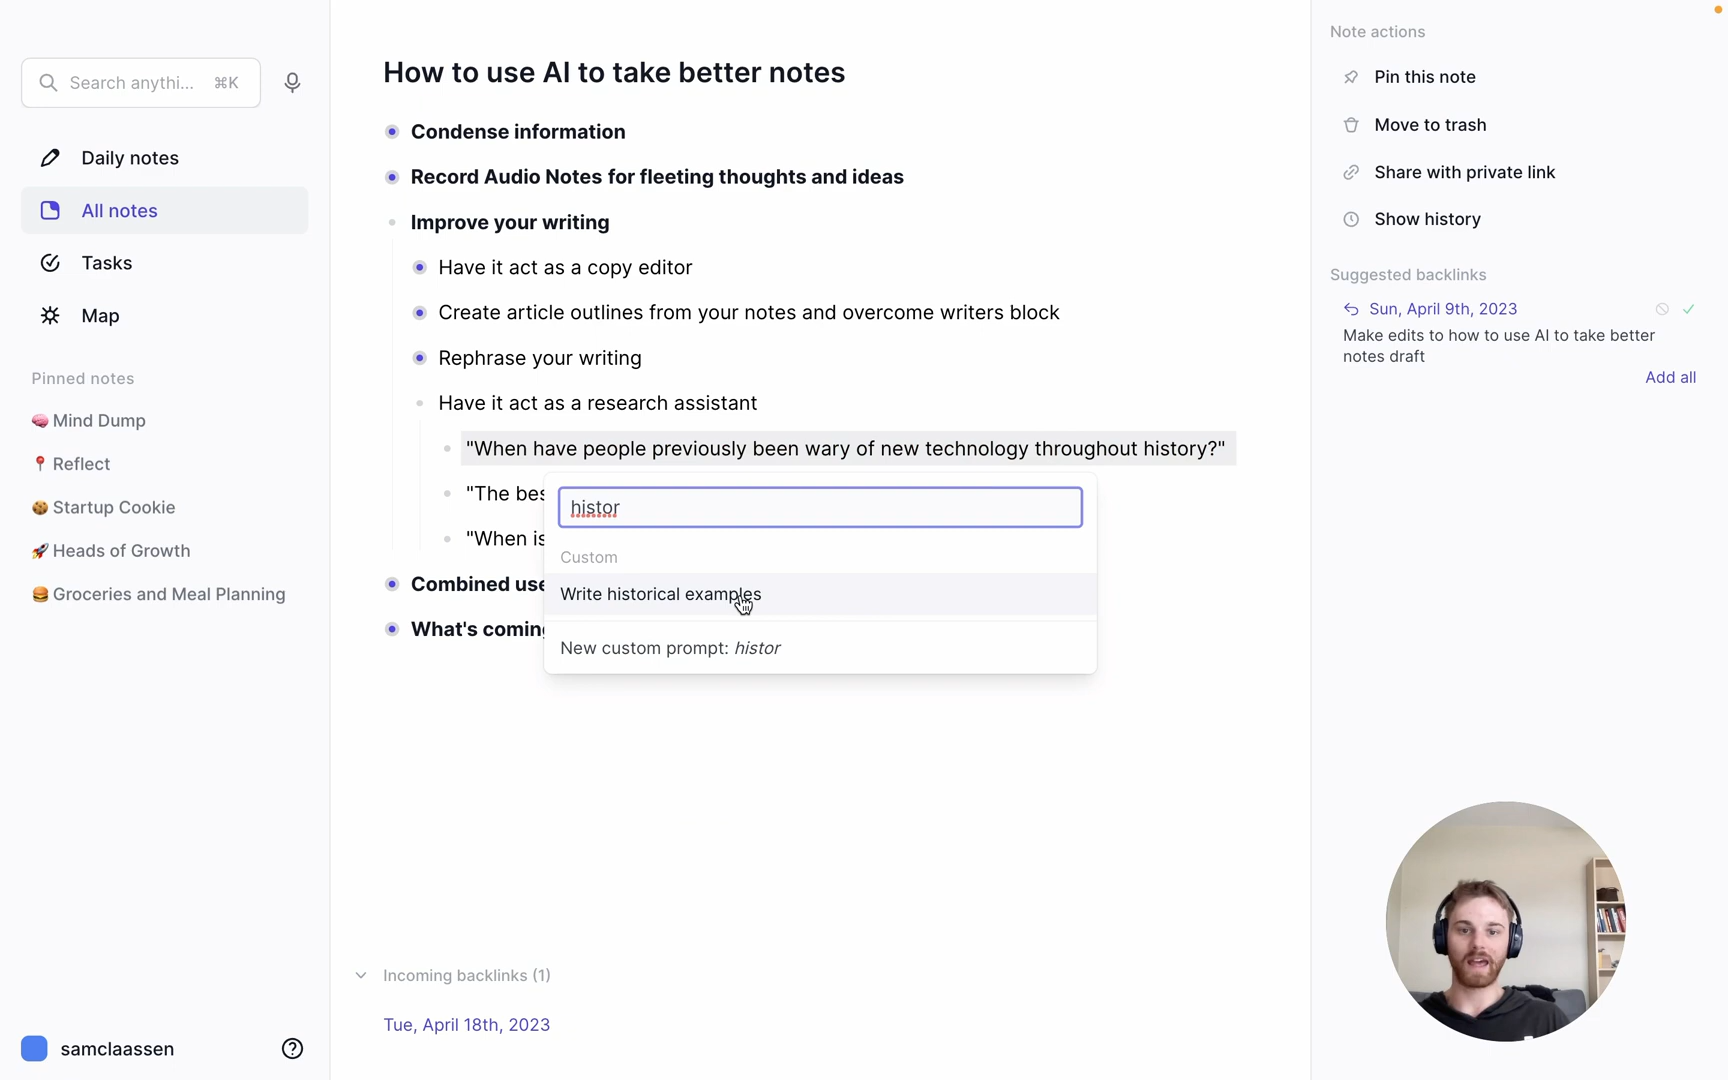 Search anythi... ⌘K
Daily notes
All notes
Tasks
Map
Pinned notes
Mind Dump
Reflect
Startup Cookie
Heads of Growth
Groceries and Meal Planning
samclaassen
How to use AI to take better notes
Condense information
Record Audio Notes for fleeting thoughts and ideas
Improve your writing
Have it act as a copy editor
Create article outlines from your notes and overcome writers block
Rephrase your writing
Have it act as a research assistant
"When have people previously been wary of new technology throughout history?"
"The bes
"When is
Combined use
What's coming
histor
Custom
Write historical examples
New custom prompt: histor
Incoming backlinks (1)
Tue, April 18th, 2023
Note actions
Pin this note
Move to trash
Share with private link
Show history
Suggested backlinks
Sun, April 9th, 2023
Make edits to how to use AI to take better
notes draft
Add all